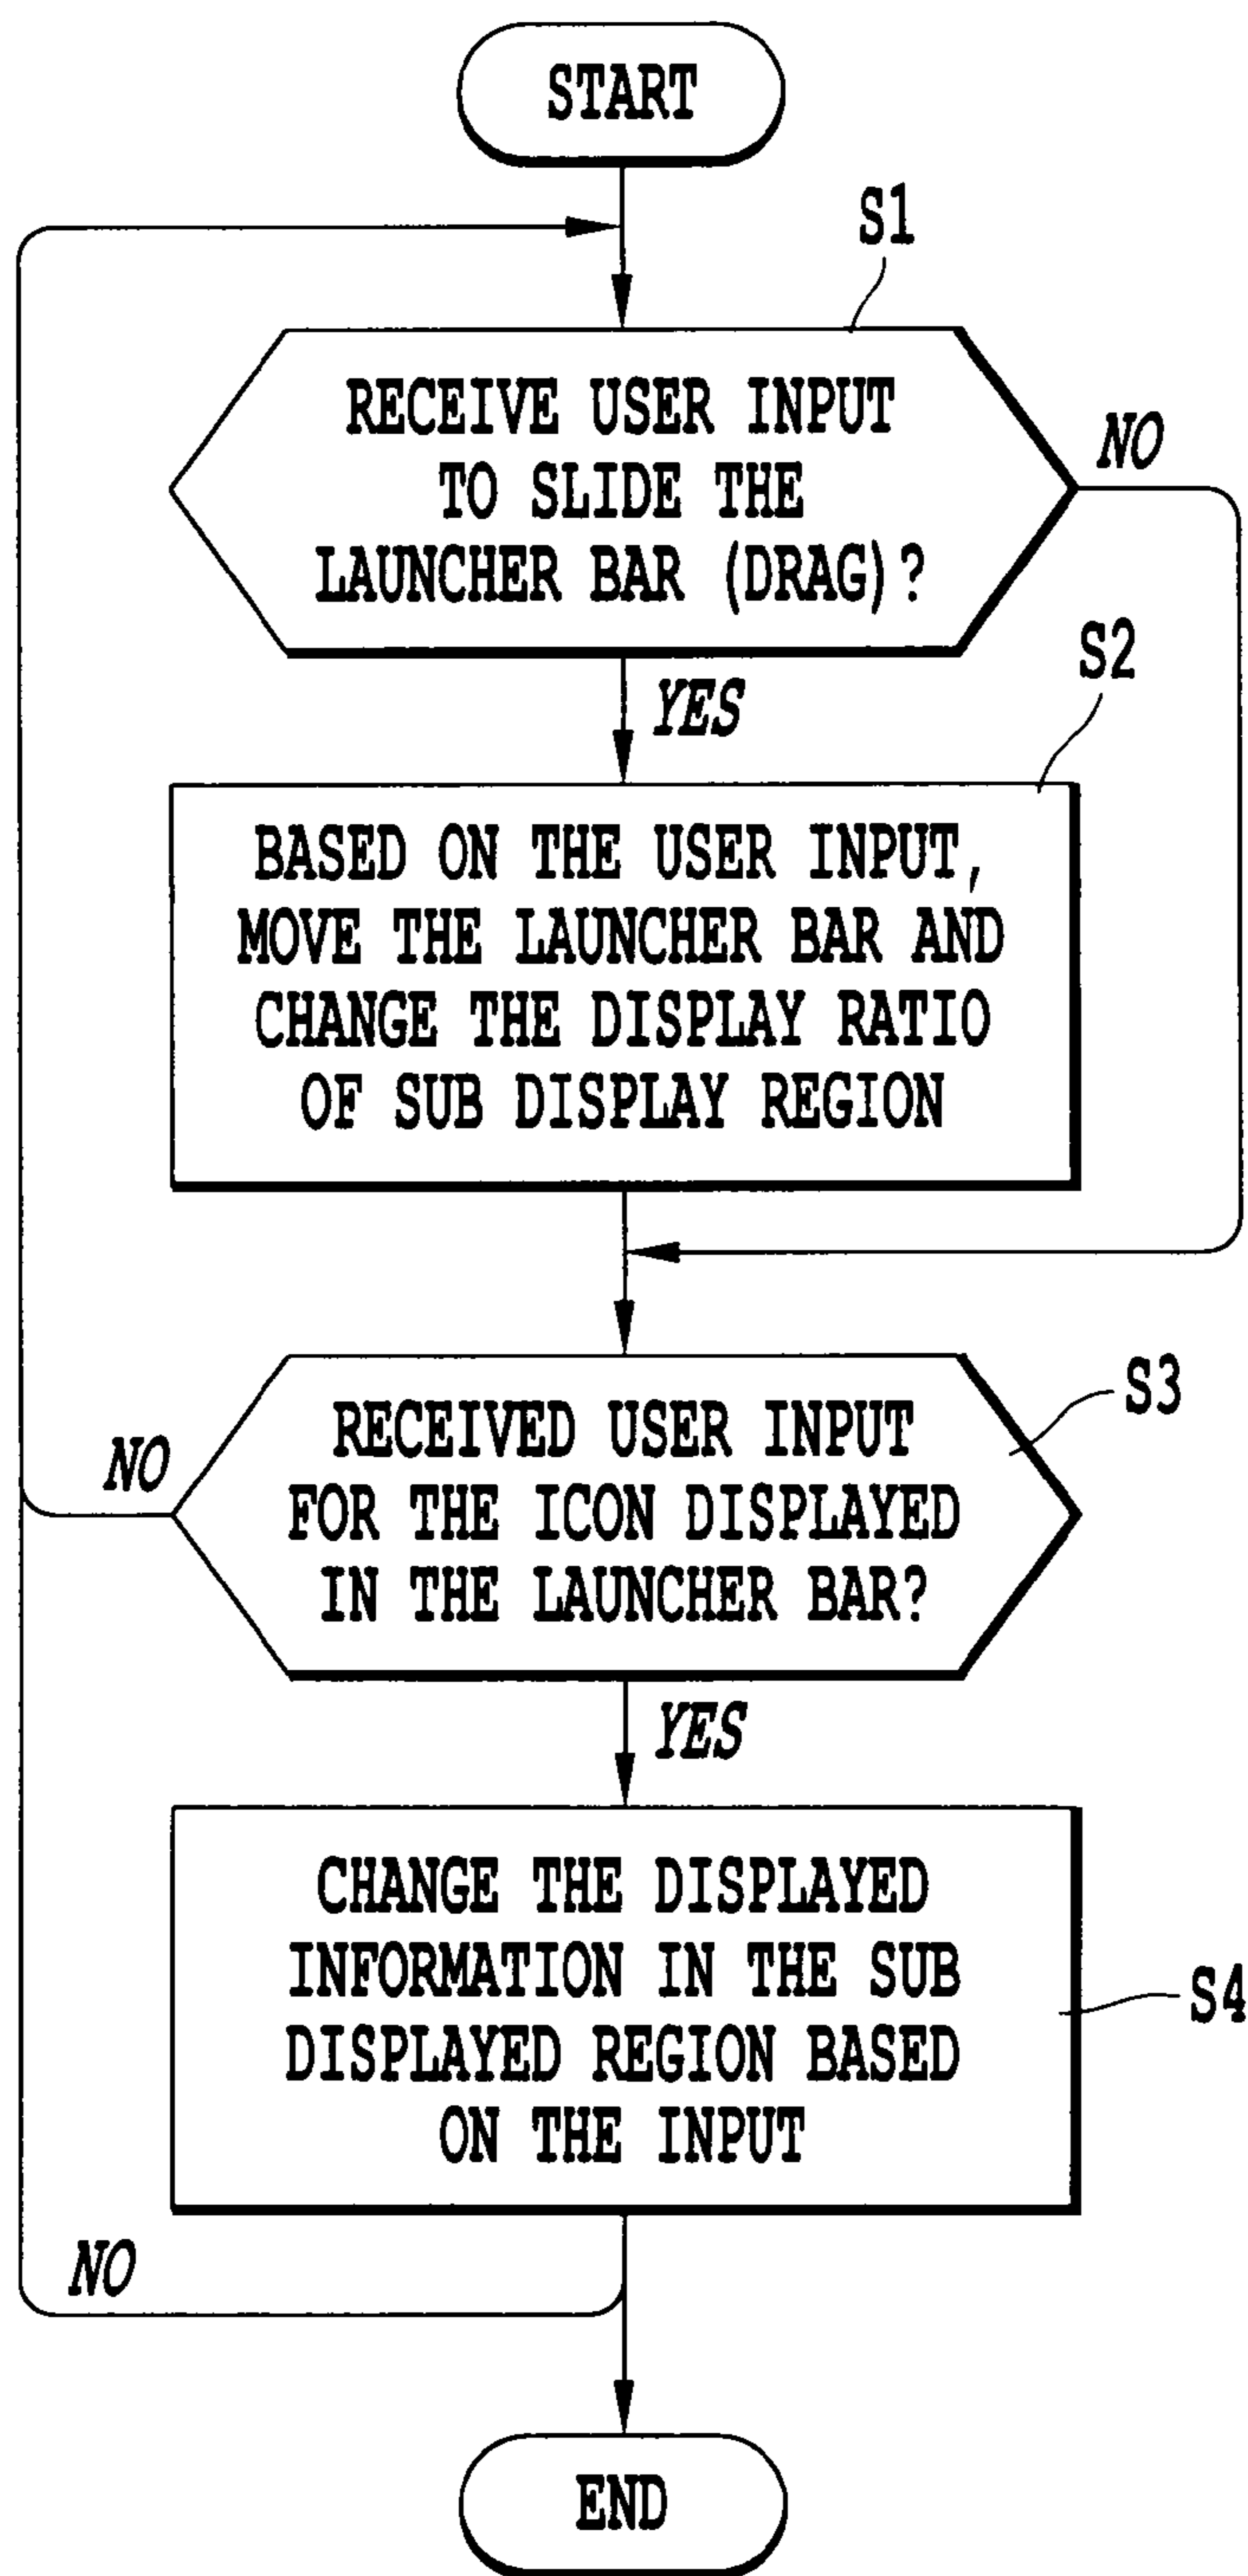 START
S1
RECEIVE USER INPUT
TO SLIDE THE
LAUNCHER BAR (DRAG)?
NO
YES
S2
BASED ON THE USER INPUT,
MOVE THE LAUNCHER BAR AND
CHANGE THE DISPLAY RATIO
OF SUB DISPLAY REGION
S3
RECEIVED USER INPUT
FOR THE ICON DISPLAYED
IN THE LAUNCHER BAR?
NO
YES
CHANGE THE DISPLAYED
INFORMATION IN THE SUB
DISPLAYED REGION BASED
ON THE INPUT
S4
NO
END